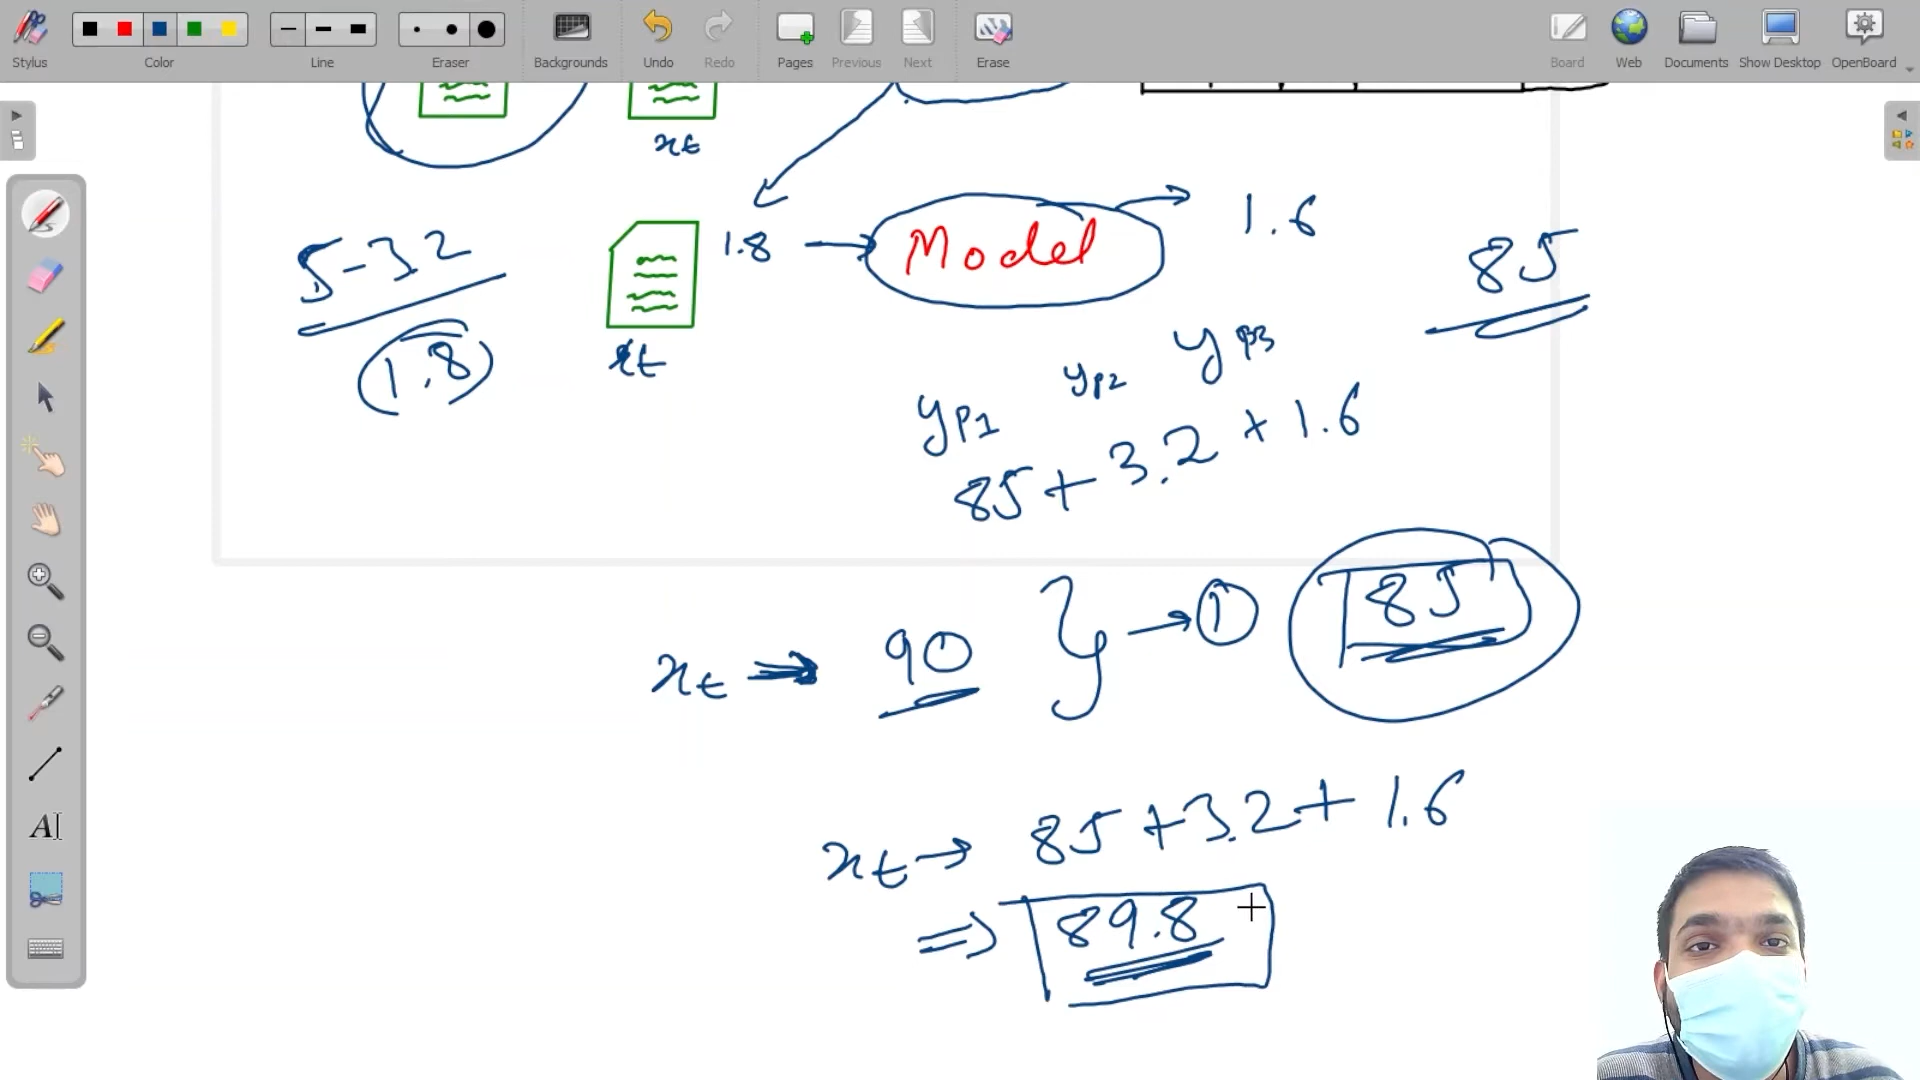 Stylus
Color
Line
Eraser
Backgrounds
Undo
Redo
Pages
Previous
Next
Erase
Board
Web
Documents
Show Desktop
OpenBoard
xt
5-3.2
1.8
1.8
Model
1.6
85
xt
yp1 yp2 yp3
85+3.2+1.6
xt → 90 } → 1 85
xt → 85+3.2+1.6
⇒ 89.8